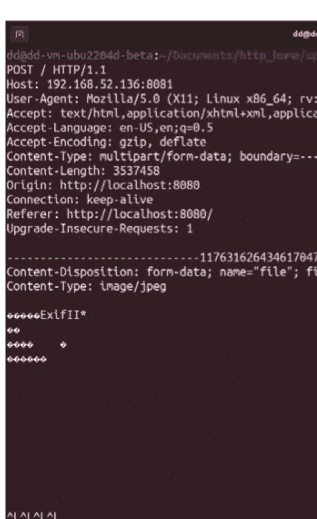 dd@dd
dd@dd-vm-ubu2204d-beta:~/Documents/http_home/up
POST / HTTP/1.1
Host: 192.168.52.136:8081
User-Agent: Mozilla/5.0 (X11; Linux x86_64; rv:
Accept: text/html,application/xhtml+xml,applica
Accept-Language: en-US,en;q=0.5
Accept-Encoding: gzip, deflate
Content-Type: multipart/form-data; boundary=---
Content-Length: 3537458
Origin: http://localhost:8080
Connection: keep-alive
Referer: http://localhost:8080/
Upgrade-Insecure-Requests: 1
-----------------------------117631626434617047
Content-Disposition: form-data; name="file"; fi
Content-Type: image/jpeg
�����ExifII*
��
���� �
������
^L^L^L^L